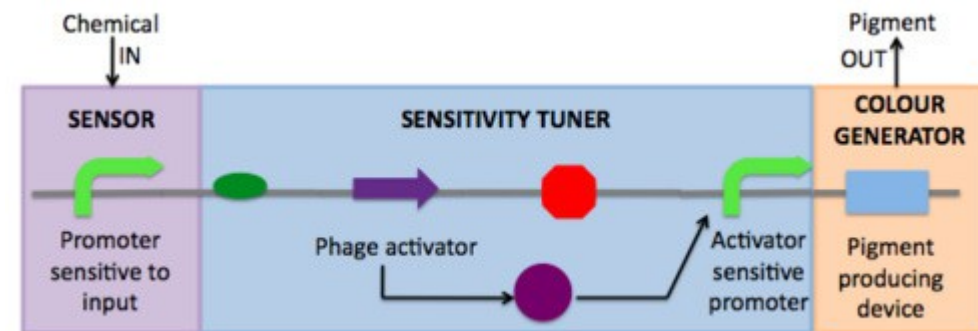 Chemical
IN
Pigment
OUT
SENSOR
SENSITIVITY TUNER
COLOUR
GENERATOR
Promoter
sensitive to
input
Phage activator
Activator
sensitive
promoter
Pigment
producing
device